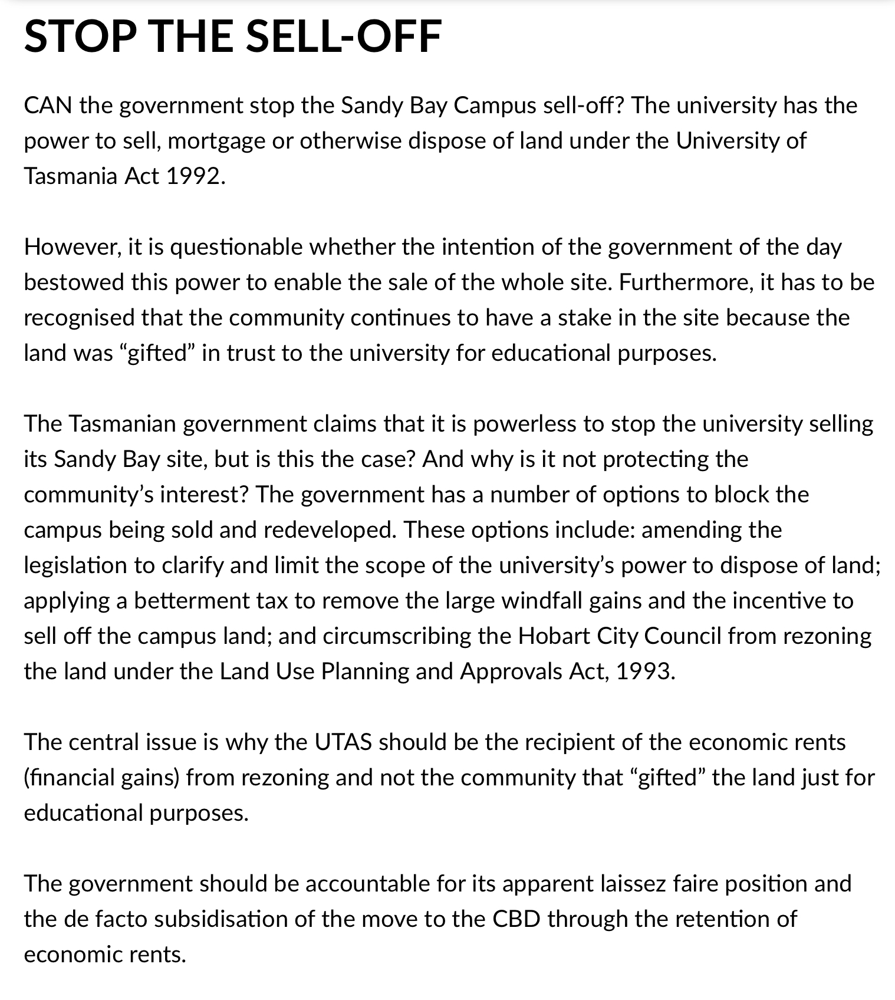 STOP THE SELL-OFF
CAN the government stop the Sandy Bay Campus sell-off? The university has the
power to sell, mortgage or otherwise dispose of land under the University of
Tasmania Act 1992.
However, it is questionable whether the intention of the government of the day
bestowed this power to enable the sale of the whole site. Furthermore, it has to be
recognised that the community continues to have a stake in the site because the
land was “gifted” in trust to the university for educational purposes.
The Tasmanian government claims that it is powerless to stop the university selling
its Sandy Bay site, but is this the case? And why is it not protecting the
community’s interest? The government has a number of options to block the
campus being sold and redeveloped. These options include: amending the
legislation to clarify and limit the scope of the university’s power to dispose of land;
applying a betterment tax to remove the large windfall gains and the incentive to
sell off the campus land; and circumscribing the Hobart City Council from rezoning
the land under the Land Use Planning and Approvals Act, 1993.
The central issue is why the UTAS should be the recipient of the economic rents
(financial gains) from rezoning and not the community that “gifted” the land just for
educational purposes.
The government should be accountable for its apparent laissez faire position and
the de facto subsidisation of the move to the CBD through the retention of
economic rents.